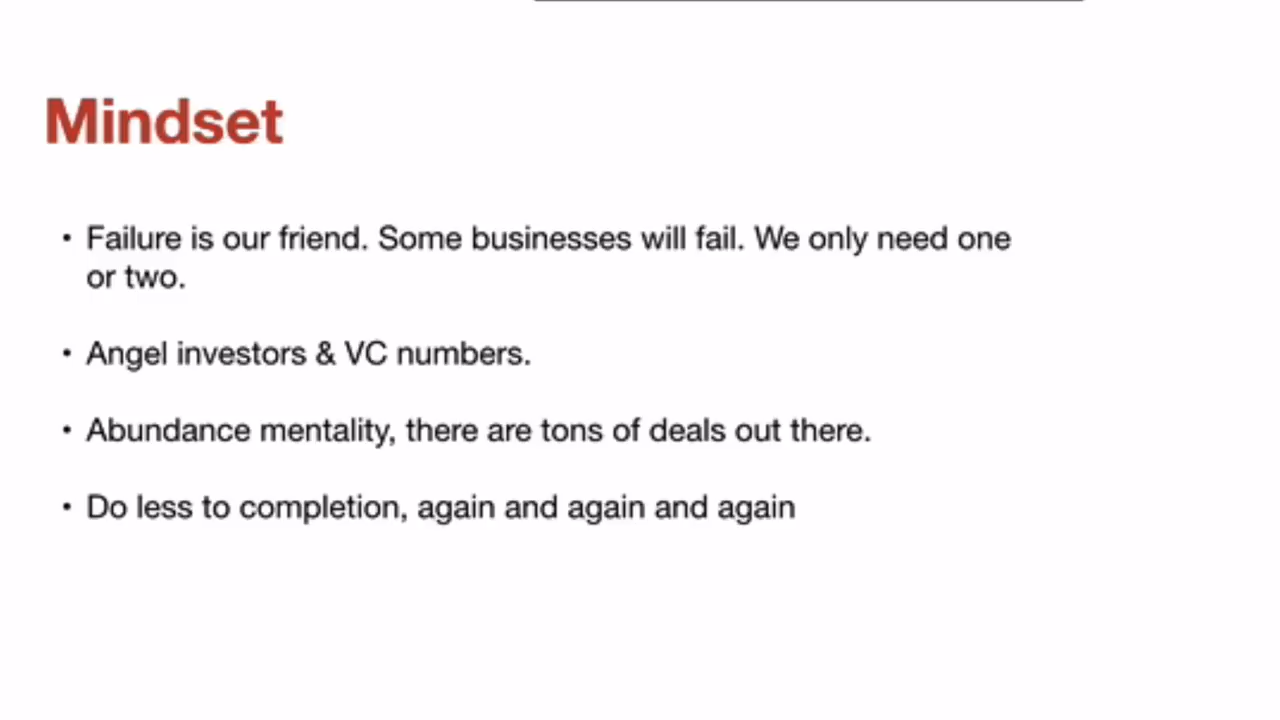 Mindset
• Failure is our friend. Some businesses will fail. We only need one
or two.
• Angel investors & VC numbers.
• Abundance mentality, there are tons of deals out there.
• Do less to completion, again and again and again